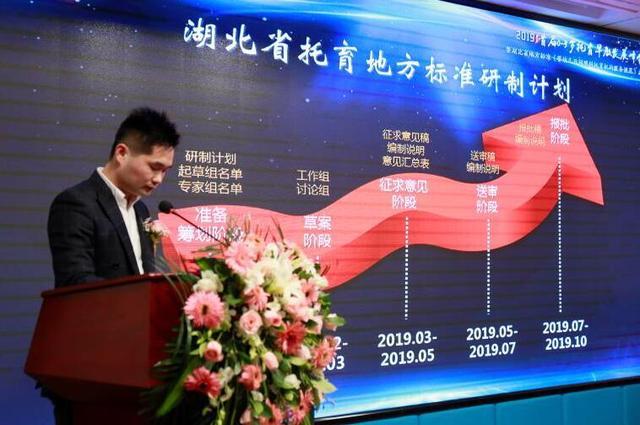 湖北省托育地方标准研制计划
研制计划
起草组名单
专家组名单
准备
筹划阶段
工作组
讨论组
草案
阶段
征求意见稿
编制说明
意见汇总表
征求意见
阶段
送审稿
编制说明
送审
阶段
报批稿
编制说明
报批
阶段
2019.03-
2019.05
2019.05-
2019.07
2019.07-
2019.10